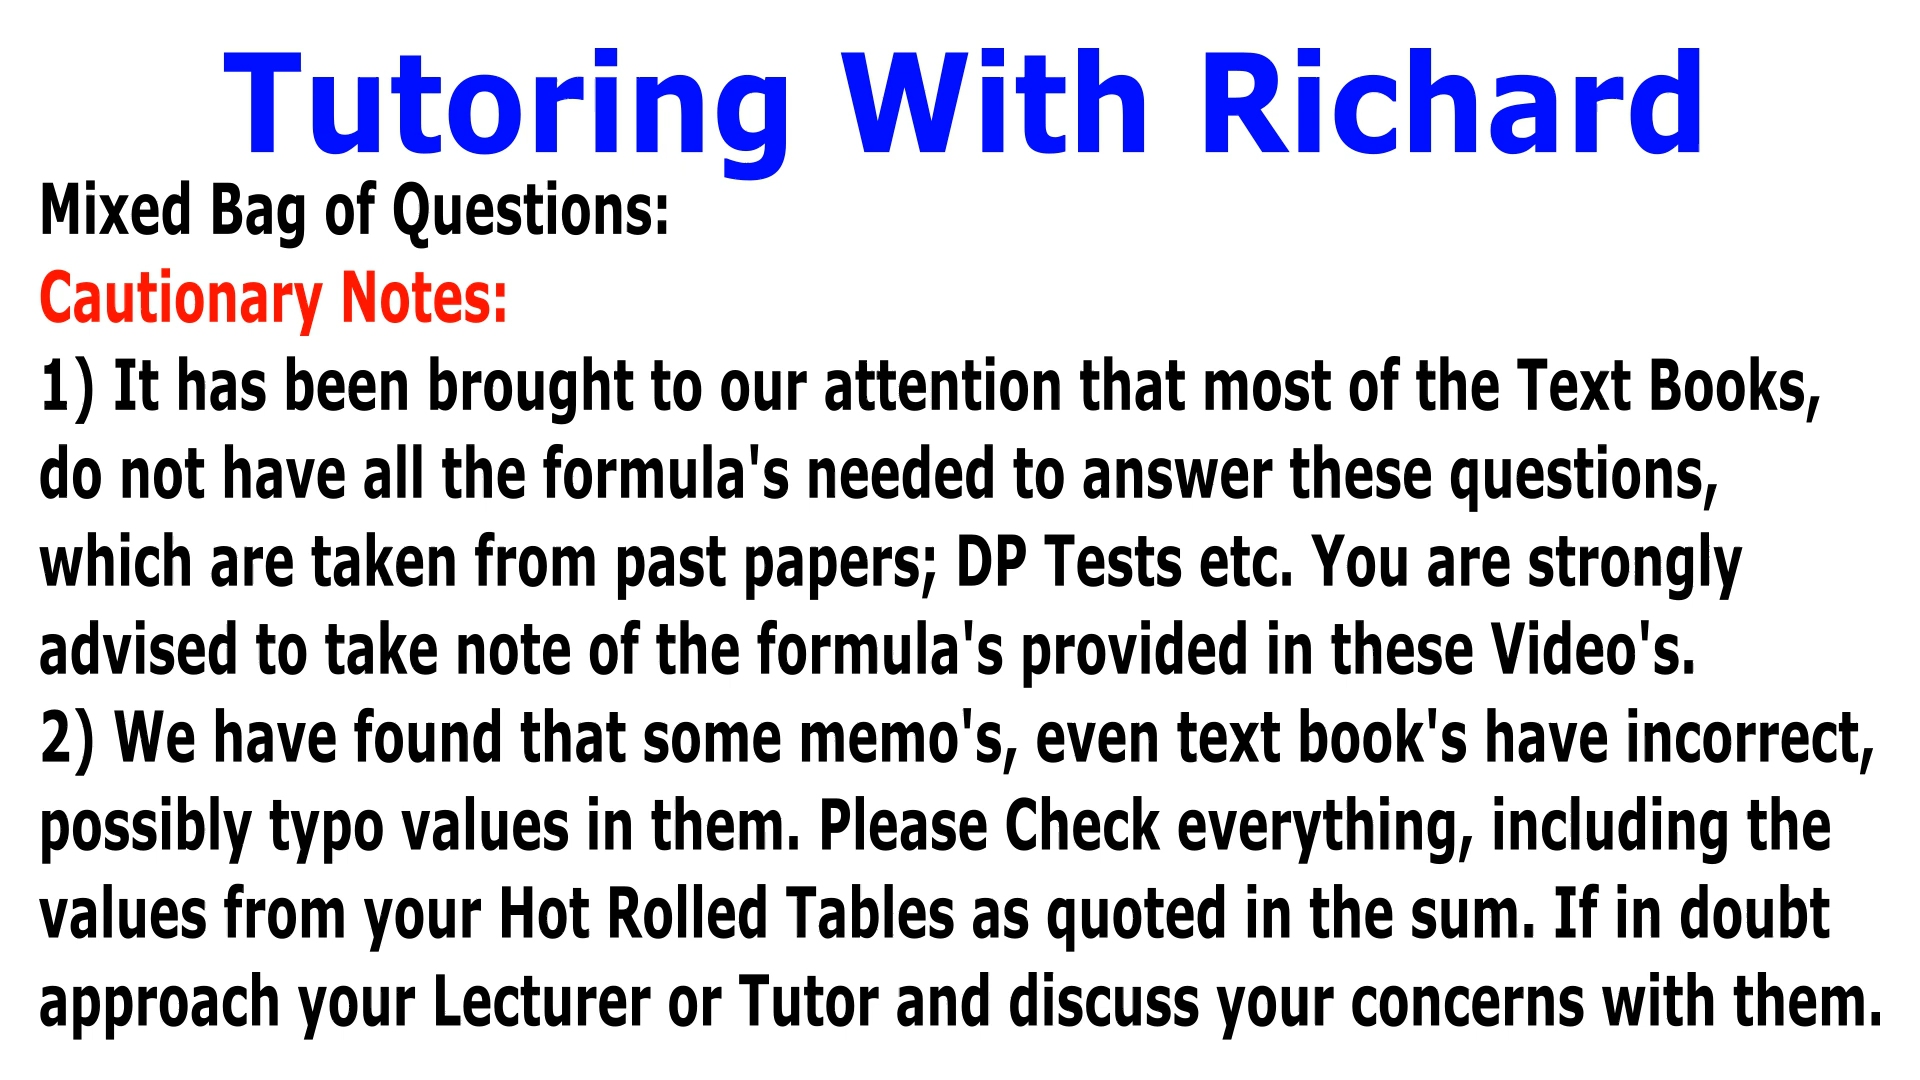 Tutoring With Richard
Mixed Bag of Questions:
Cautionary Notes:
1) It has been brought to our attention that most of the Text Books,
do not have all the formula's needed to answer these questions,
which are taken from past papers; DP Tests etc. You are strongly
advised to take note of the formula's provided in these Video's.
2) We have found that some memo's, even text book's have incorrect,
possibly typo values in them. Please Check everything, including the
values from your Hot Rolled Tables as quoted in the sum. If in doubt
approach your Lecturer or Tutor and discuss your concerns with them.